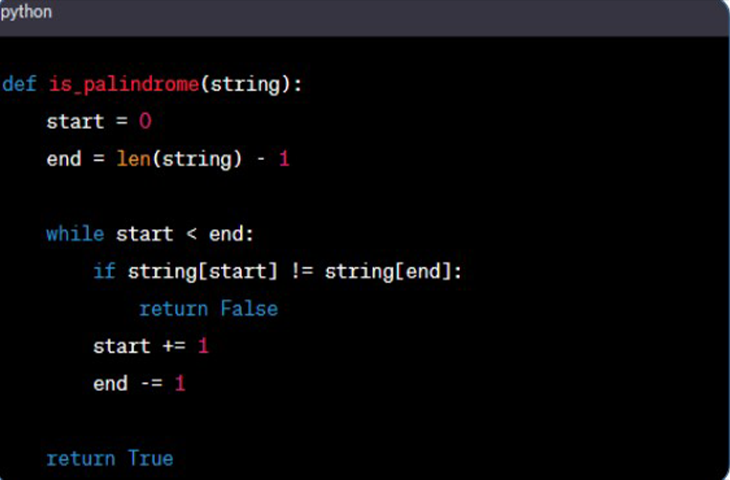 python
def is_palindrome(string):
    start = 0
    end = len(string) - 1

    while start < end:
        if string[start] != string[end]:
            return False
        start += 1
        end -= 1

    return True